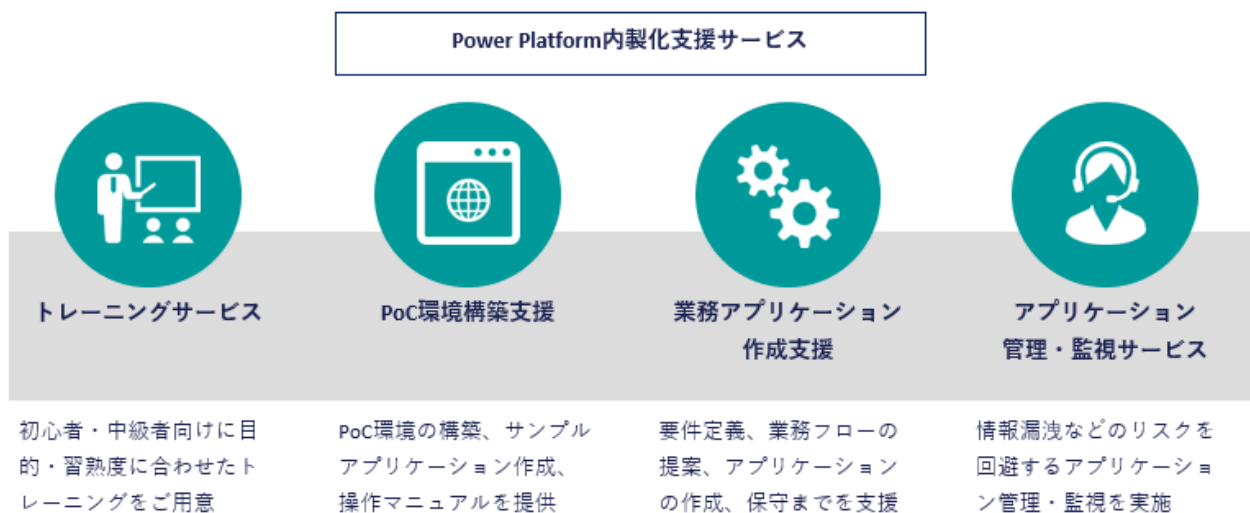 Power Platform内製化支援サービス
トレーニングサービス
初心者・中級者向けに目
的・習熟度に合わせたト
レーニングをご用意
PoC環境構築支援
PoC環境の構築、サンプル
アプリケーション作成、
操作マニュアルを提供
業務アプリケーション
作成支援
要件定義、業務フローの
提案、アプリケーション
の作成、保守までを支援
アプリケーション
管理・監視サービス
情報漏洩などのリスクを
回避するアプリケーショ
ン管理・監視を実施